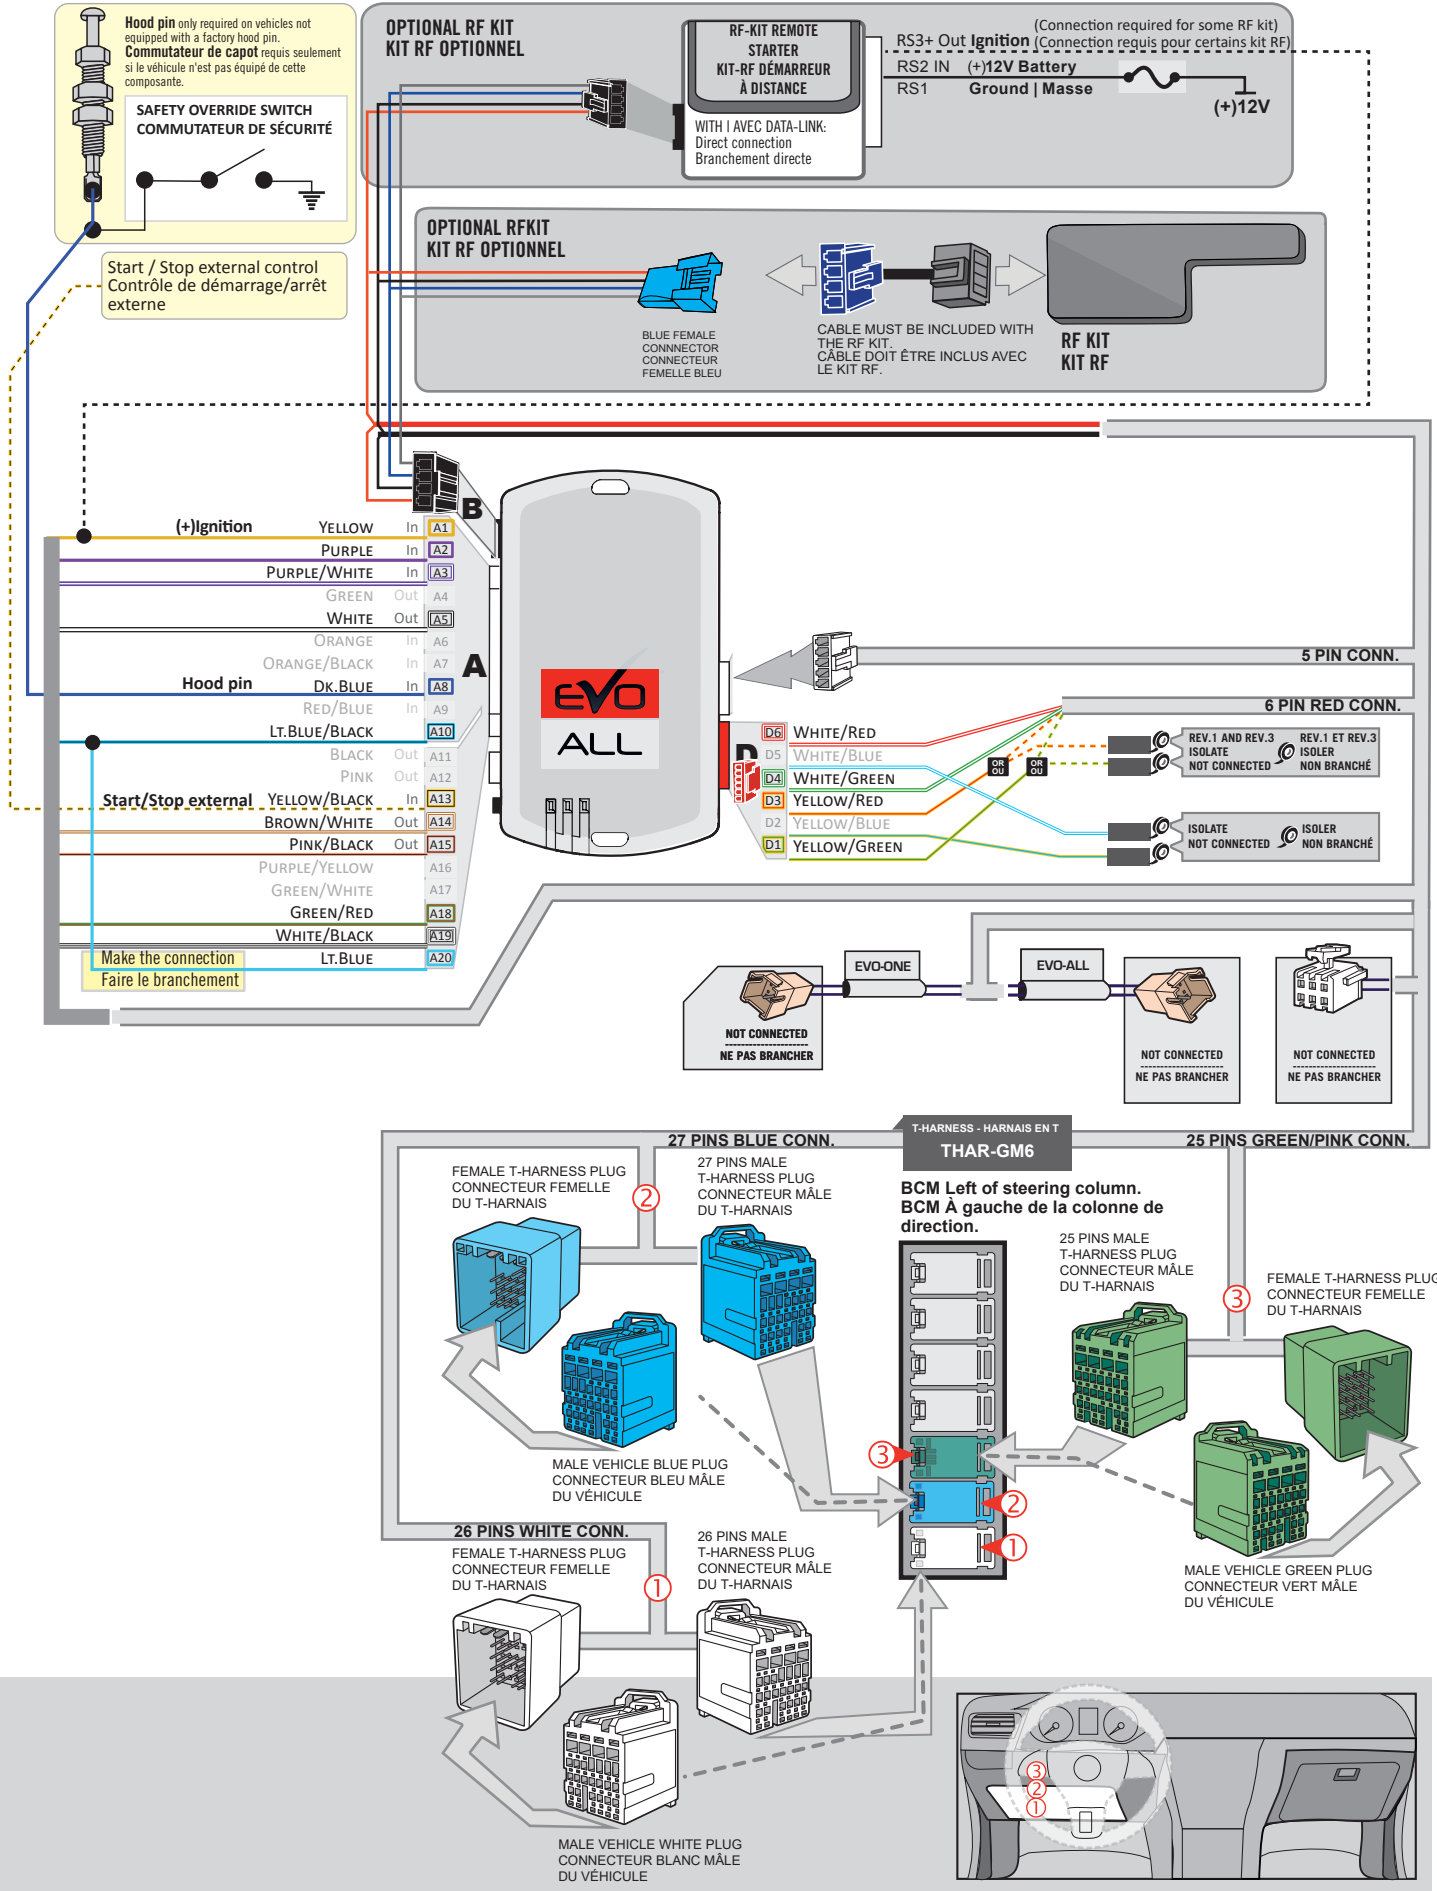 Hood pin only required on vehicles not
equipped with a factory hood pin.
Commutateur de capot requis seulement
si le véhicule n'est pas équipé de cette
composante.
SAFETY OVERRIDE SWITCH
COMMUTATEUR DE SÉCURITÉ
Start / Stop external control
Contrôle de démarrage/arrêt
externe
OPTIONAL RF KIT
KIT RF OPTIONNEL
RF-KIT REMOTE
STARTER
KIT-RF DÉMARREUR
À DISTANCE
WITH | AVEC DATA-LINK:
Direct connection
Branchement directe
(Connection required for some RF kit)
RS3+ Out Ignition (Connection requis pour certains kit RF)
RS2 IN (+)12V Battery
RS1 Ground | Masse
(+)12V
OPTIONAL RFKIT
KIT RF OPTIONNEL
BLUE FEMALE
CONNNECTOR
CONNECTEUR
FEMELLE BLEU
CABLE MUST BE INCLUDED WITH
THE RF KIT.
CÂBLE DOIT ÊTRE INCLUS AVEC
LE KIT RF.
RF KIT
KIT RF
B
A
D
(+)Ignition YELLOW In A1
PURPLE In A2
PURPLE/WHITE In A3
GREEN Out A4
WHITE Out A5
ORANGE In A6
ORANGE/BLACK In A7
Hood pin DK.BLUE In A8
RED/BLUE In A9
LT.BLUE/BLACK A10
BLACK Out A11
PINK Out A12
Start/Stop external YELLOW/BLACK In A13
BROWN/WHITE Out A14
PINK/BLACK Out A15
PURPLE/YELLOW A16
GREEN/WHITE A17
GREEN/RED A18
WHITE/BLACK A19
LT.BLUE A20
Make the connection
Faire le branchement
EVO
ALL
5 PIN CONN.
6 PIN RED CONN.
D6 WHITE/RED
D5 WHITE/BLUE
D4 WHITE/GREEN
D3 YELLOW/RED
D2 YELLOW/BLUE
D1 YELLOW/GREEN
OR
OU
OR
OU
REV.1 AND REV.3
ISOLATE
NOT CONNECTED
REV.1 ET REV.3
ISOLER
NON BRANCHÉ
ISOLATE
NOT CONNECTED
ISOLER
NON BRANCHÉ
EVO-ONE
EVO-ALL
NOT CONNECTED
NE PAS BRANCHER
NOT CONNECTED
NE PAS BRANCHER
NOT CONNECTED
NE PAS BRANCHER
27 PINS BLUE CONN.
T-HARNESS - HARNAIS EN T
THAR-GM6
25 PINS GREEN/PINK CONN.
BCM Left of steering column.
BCM À gauche de la colonne de
direction.
FEMALE T-HARNESS PLUG
CONNECTEUR FEMELLE
DU T-HARNAIS
2
27 PINS MALE
T-HARNESS PLUG
CONNECTEUR MÂLE
DU T-HARNAIS
25 PINS MALE
T-HARNESS PLUG
CONNECTEUR MÂLE
DU T-HARNAIS
3
FEMALE T-HARNESS PLUG
CONNECTEUR FEMELLE
DU T-HARNAIS
MALE VEHICLE BLUE PLUG
CONNECTEUR BLEU MÂLE
DU VÉHICULE
3
2
1
MALE VEHICLE GREEN PLUG
CONNECTEUR VERT MÂLE
DU VÉHICULE
26 PINS WHITE CONN.
FEMALE T-HARNESS PLUG
CONNECTEUR FEMELLE
DU T-HARNAIS
1
26 PINS MALE
T-HARNESS PLUG
CONNECTEUR MÂLE
DU T-HARNAIS
MALE VEHICLE WHITE PLUG
CONNECTEUR BLANC MÂLE
DU VÉHICULE
3
2
1